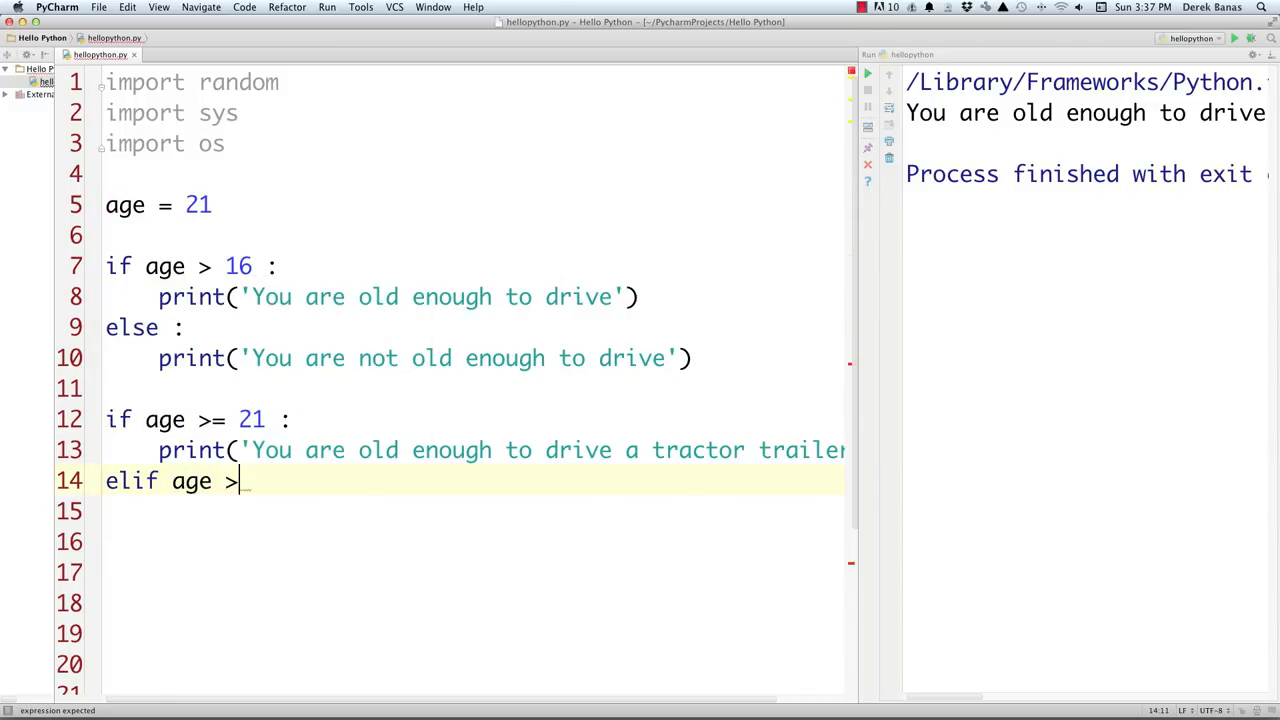 PyCharm File Edit View Navigate Code Refactor Run Tools VCS Window Help 10 Sun 3:37 PM Derek Banas
hellopython.py - Hello Python - [~/PycharmProjects/Hello Python]
Hello Python hellopython.py hellopython
hellopython.py Run hellopython
Hello P
hell
Externa
1 import random
2 import sys
3 import os
4
5 age = 21
6
7 if age > 16 :
8 print('You are old enough to drive')
9 else :
10 print('You are not old enough to drive')
11
12 if age >= 21 :
13 print('You are old enough to drive a tractor trailer
14 elif age >
15
16
17
18
19
20
21
/Library/Frameworks/Python.
You are old enough to drive
Process finished with exit
expression expected 14:11 LF UTF-8